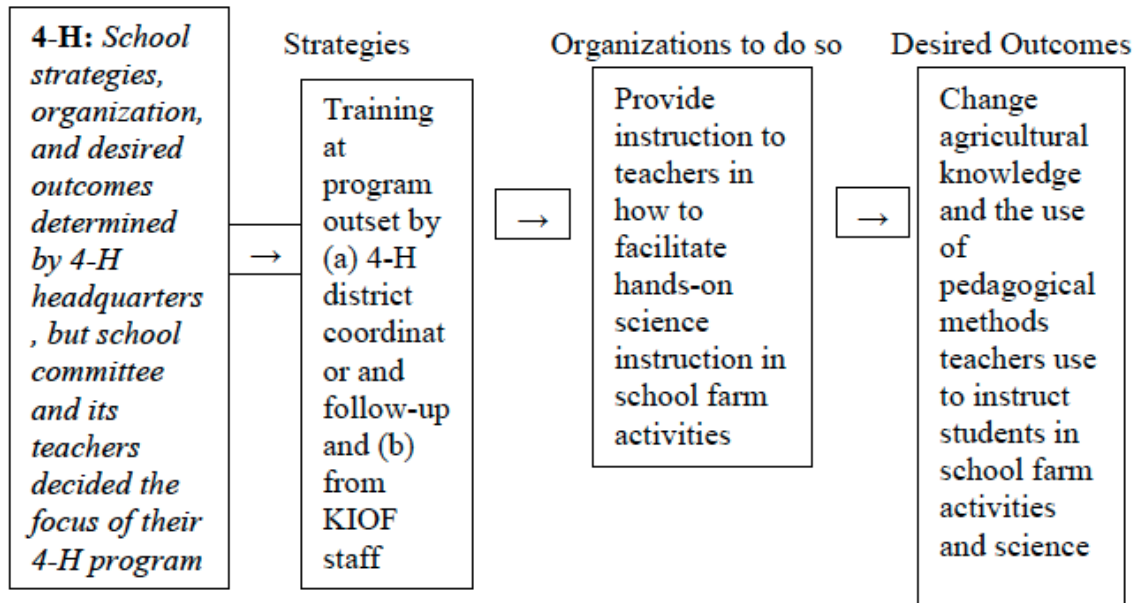 4-H: School
strategies,
organization,
and desired
outcomes
determined
by 4-H
headquarters
, but school
committee
and its
teachers
decided the
focus of their
4-H program
→
Strategies
Training
at
program
outset by
(a) 4-H
district
coordinat
or and
follow-up
and (b)
from
KIOF
staff
→
Organizations to do so
Provide
instruction to
teachers in
how to
facilitate
hands-on
science
instruction in
school farm
activities
→
Desired Outcomes
Change
agricultural
knowledge
and the use
of
pedagogical
methods
teachers use
to instruct
students in
school farm
activities
and science